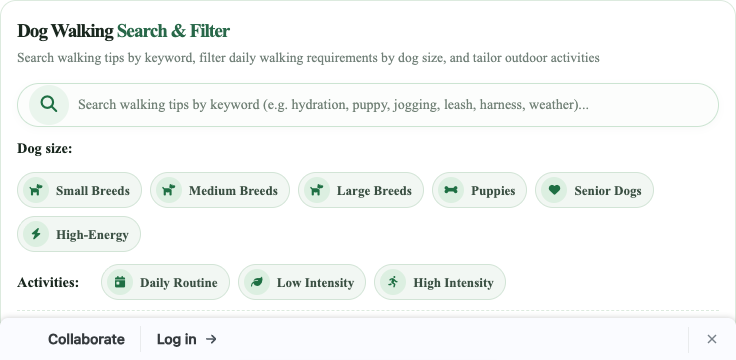 Dog Walking Search & Filter
Search walking tips by keyword, filter daily walking requirements by dog size, and tailor outdoor activities
Search walking tips by keyword (e.g. hydration, puppy, jogging, leash, harness, weather)...
Dog size:
Small Breeds Medium Breeds Large Breeds Puppies Senior Dogs
High-Energy
Activities: Daily Routine Low Intensity High Intensity
Collaborate Log in →